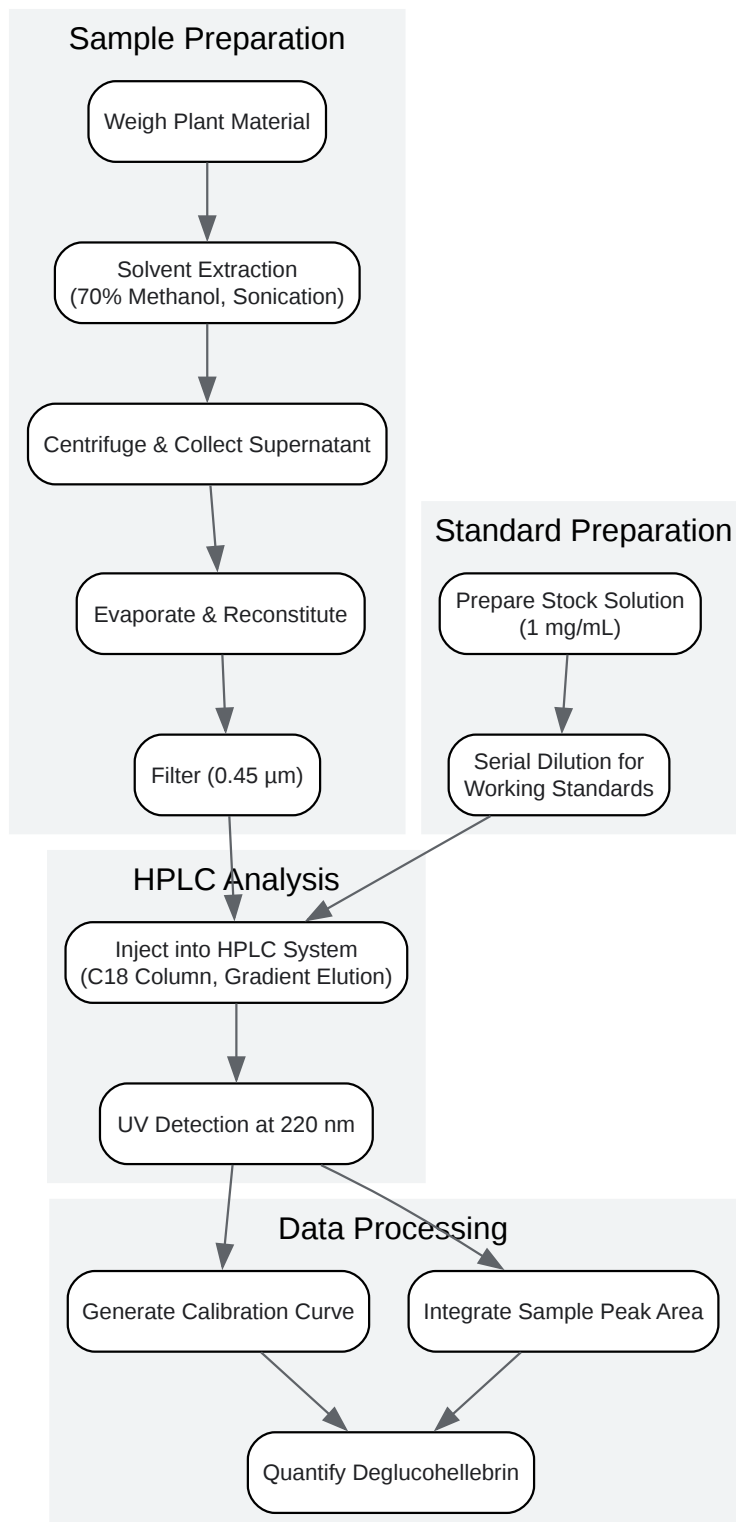 Sample Preparation
Weigh Plant Material
Solvent Extraction
(70% Methanol, Sonication)
Centrifuge & Collect Supernatant
Evaporate & Reconstitute
Filter (0.45 µm)
Standard Preparation
Prepare Stock Solution
(1 mg/mL)
Serial Dilution for
Working Standards
HPLC Analysis
Inject into HPLC System
(C18 Column, Gradient Elution)
UV Detection at 220 nm
Data Processing
Generate Calibration Curve
Integrate Sample Peak Area
Quantify Deglucohellebrin